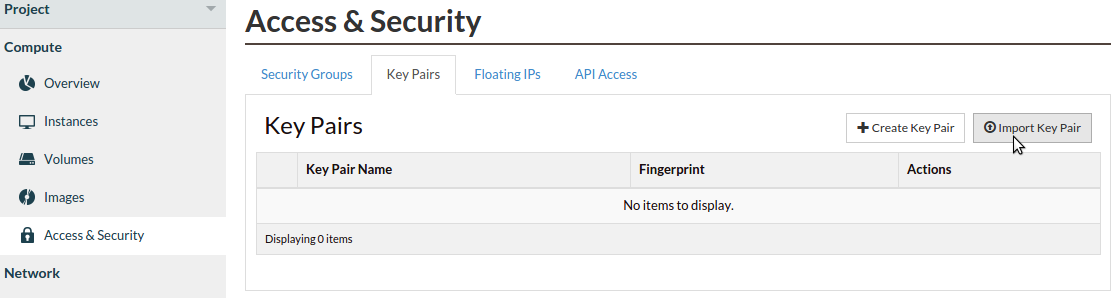 Project
Compute
Overview
Instances
Volumes
Images
Access & Security
Network
Access & Security
Security Groups Key Pairs Floating IPs API Access
Key Pairs
Create Key Pair Import Key Pair
Key Pair Name Fingerprint Actions
No items to display.
Displaying 0 items